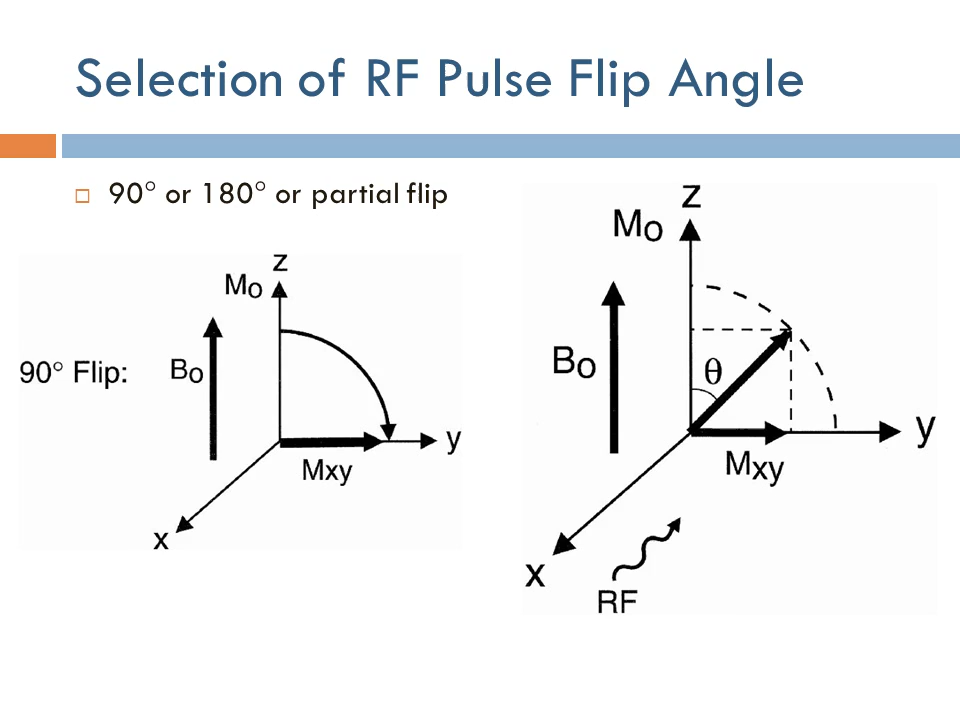 Selection of RF Pulse Flip Angle
90° or 180° or partial flip
z
Mo
90° Flip:
Bo
y
Mxy
x
z
Mo
Bo
θ
y
Mxy
x
RF